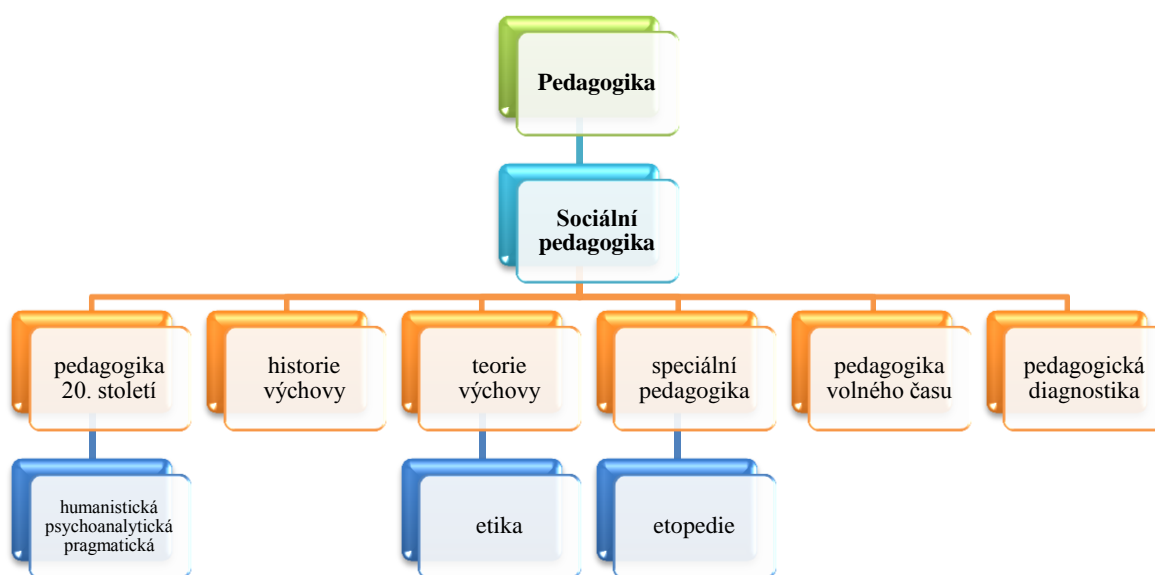 Pedagogika
Sociální
pedagogika
pedagogika
20. století
historie
výchovy
teorie
výchovy
speciální
pedagogika
pedagogika
volného času
pedagogická
diagnostika
humanistická
psychoanalytická
pragmatická
etika
etopedie